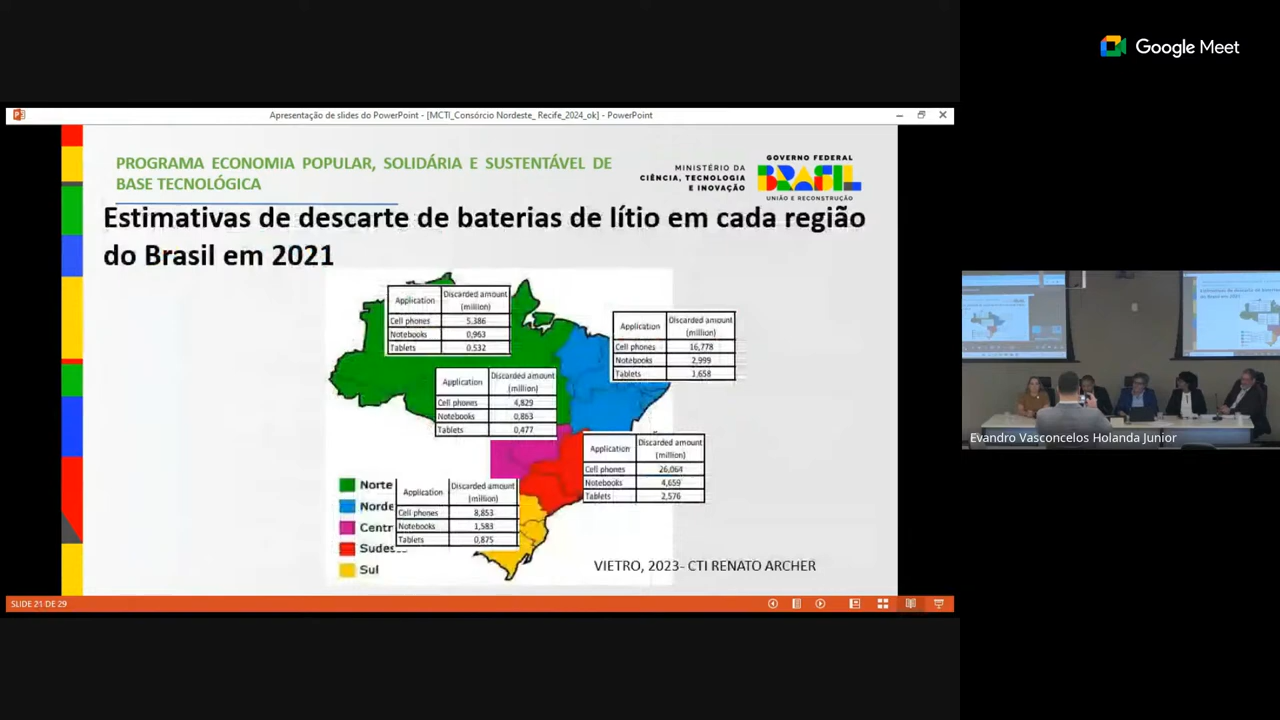 Google Meet
Apresentação de slides do PowerPoint - [MCTI_Consórcio Nordeste_ Recife_2024_ok] - PowerPoint
PROGRAMA ECONOMIA POPULAR, SOLIDÁRIA E SUSTENTÁVEL DE
BASE TECNOLÓGICA
MINISTÉRIO DA
CIÊNCIA, TECNOLOGIA
E INOVAÇÃO
GOVERNO FEDERAL
BRASIL
UNIÃO E RECONSTRUÇÃO
Estimativas de descarte de baterias de lítio em cada região
do Brasil em 2021
Application Discarded amount
(million)
Cell phones 5,386
Notebooks 0,963
Tablets 0.532
Application Discarded amount
(million)
Cell phones 16,778
Notebooks 2,999
Tablets 1,658
Application Discarded amount
(million)
Cell phones 4,829
Notebooks 0,863
Tablets 0,477
Application Discarded amount
(million)
Cell phones 26,064
Notebooks 4,659
Tablets 2,576
Application Discarded amount
(million)
Cell phones 8,853
Notebooks 1,583
Tablets 0,875
Norte
Norde
Centr
Sudes
Sul
VIETRO, 2023- CTI RENATO ARCHER
SLIDE 21 DE 29
Evandro Vasconcelos Holanda Junior